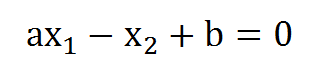 ax₁ − x₂ + b = 0